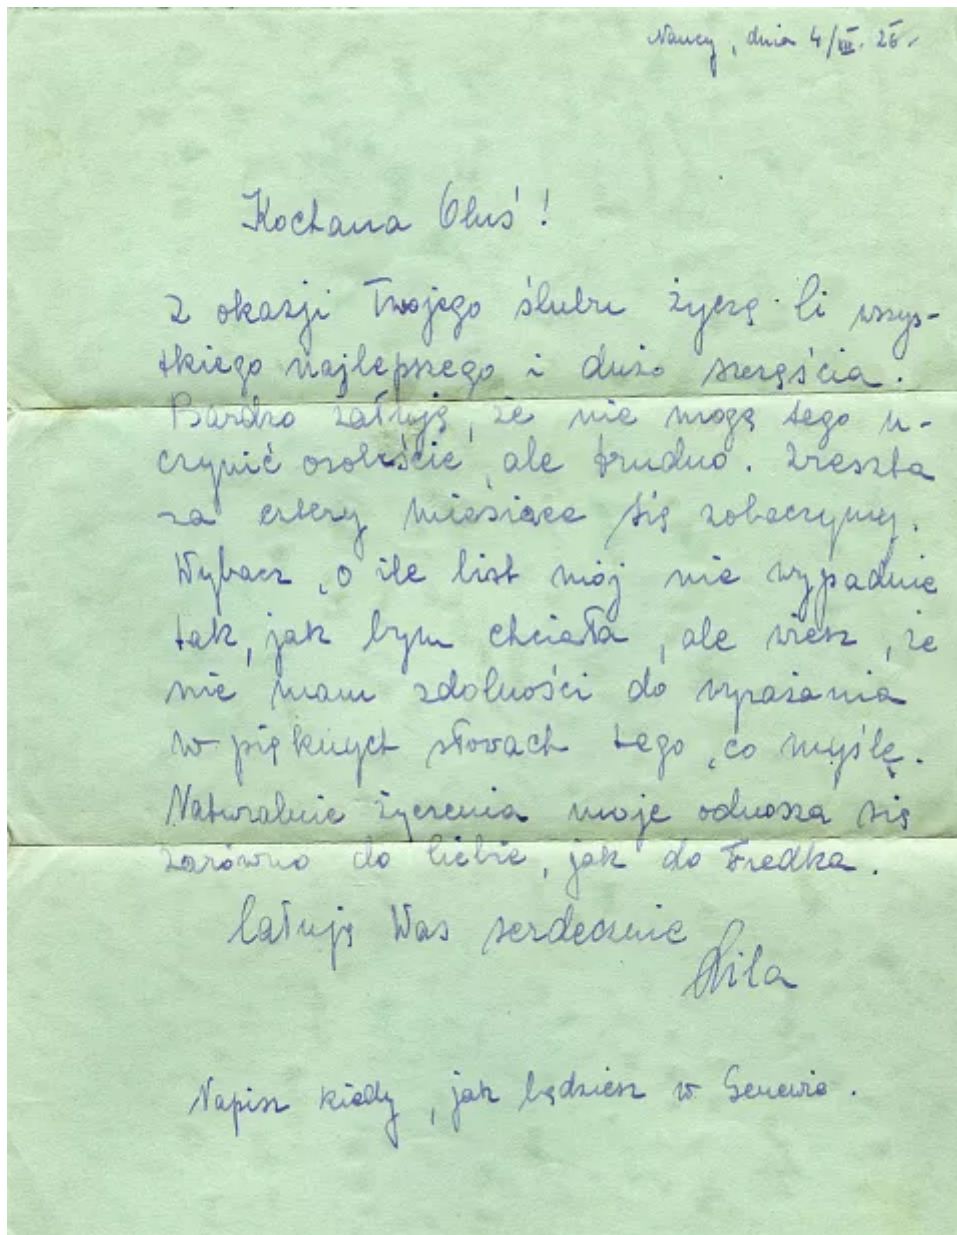 Nancy, dnia 4/III. 26.
Kochana Oluś!
Z okazji Twojego ślubu życzę Ci wszys-
tkiego najlepszego i dużo szczęścia.
Bardzo żałuję, że nie mogę tego u-
czynić osobiście, ale trudno. Zresztą
za cztery miesiące się zobaczymy.
Wybacz, o ile list mój nie wypadnie
tak, jak bym chciała, ale wiesz, że
nie mam zdolności do wyrażania
w pięknych słowach tego, co myślę.
Naturalnie życzenia moje odnoszą się
zarówno do Ciebie, jak do Fredka.
Całuję Was serdecznie
Lila
Napisz kiedy, jak będziesz w Genewie.